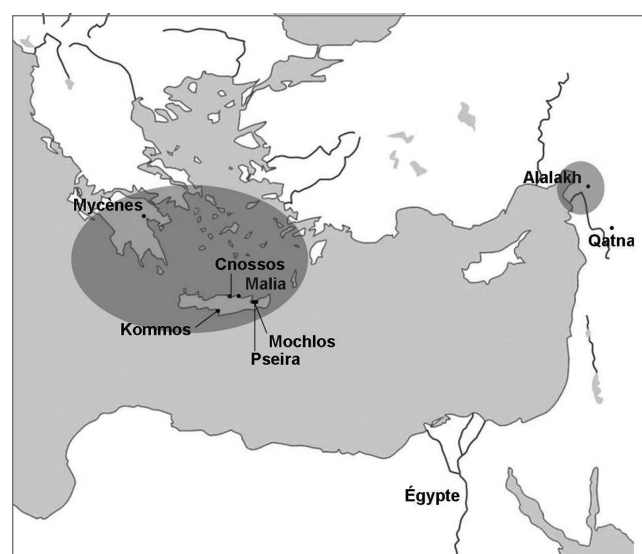 Alalakh
Mycènes
Qatna
Cnossos
Malia
Kommos
Mochlos
Pseira
Égypte